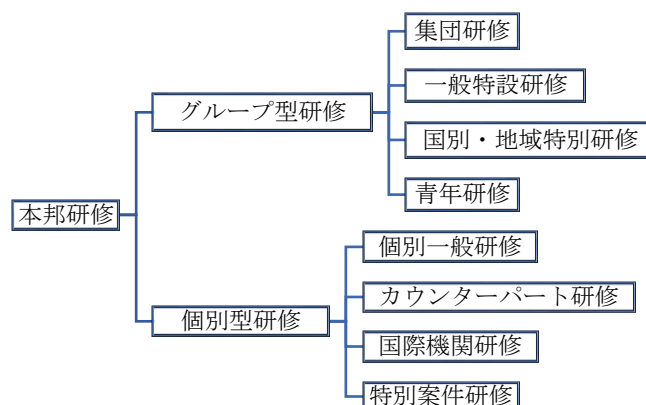 本邦研修
グループ型研修
集団研修
一般特設研修
国別・地域特別研修
青年研修
個別型研修
個別一般研修
カウンターパート研修
国際機関研修
特別案件研修